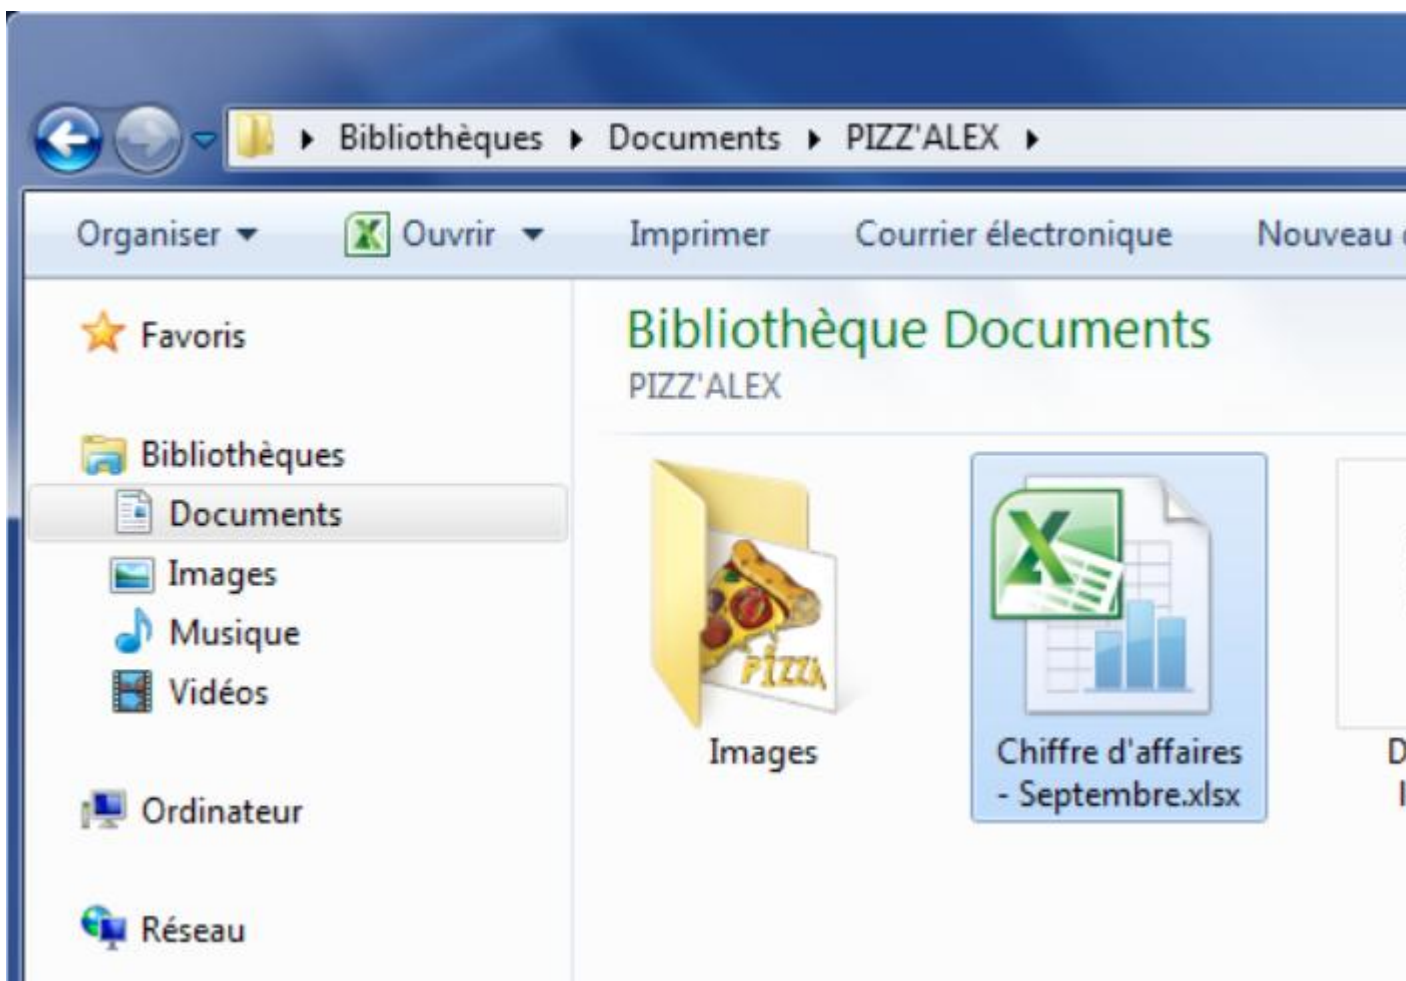 Bibliothèques Documents PIZZ'ALEX
Organiser Ouvrir Imprimer Courrier électronique Nouveau
Favoris
Bibliothèques
Documents
Images
Musique
Vidéos
Ordinateur
Réseau
Bibliothèque Documents
PIZZ'ALEX
PIZZA
Images
Chiffre d'affaires
- Septembre.xlsx